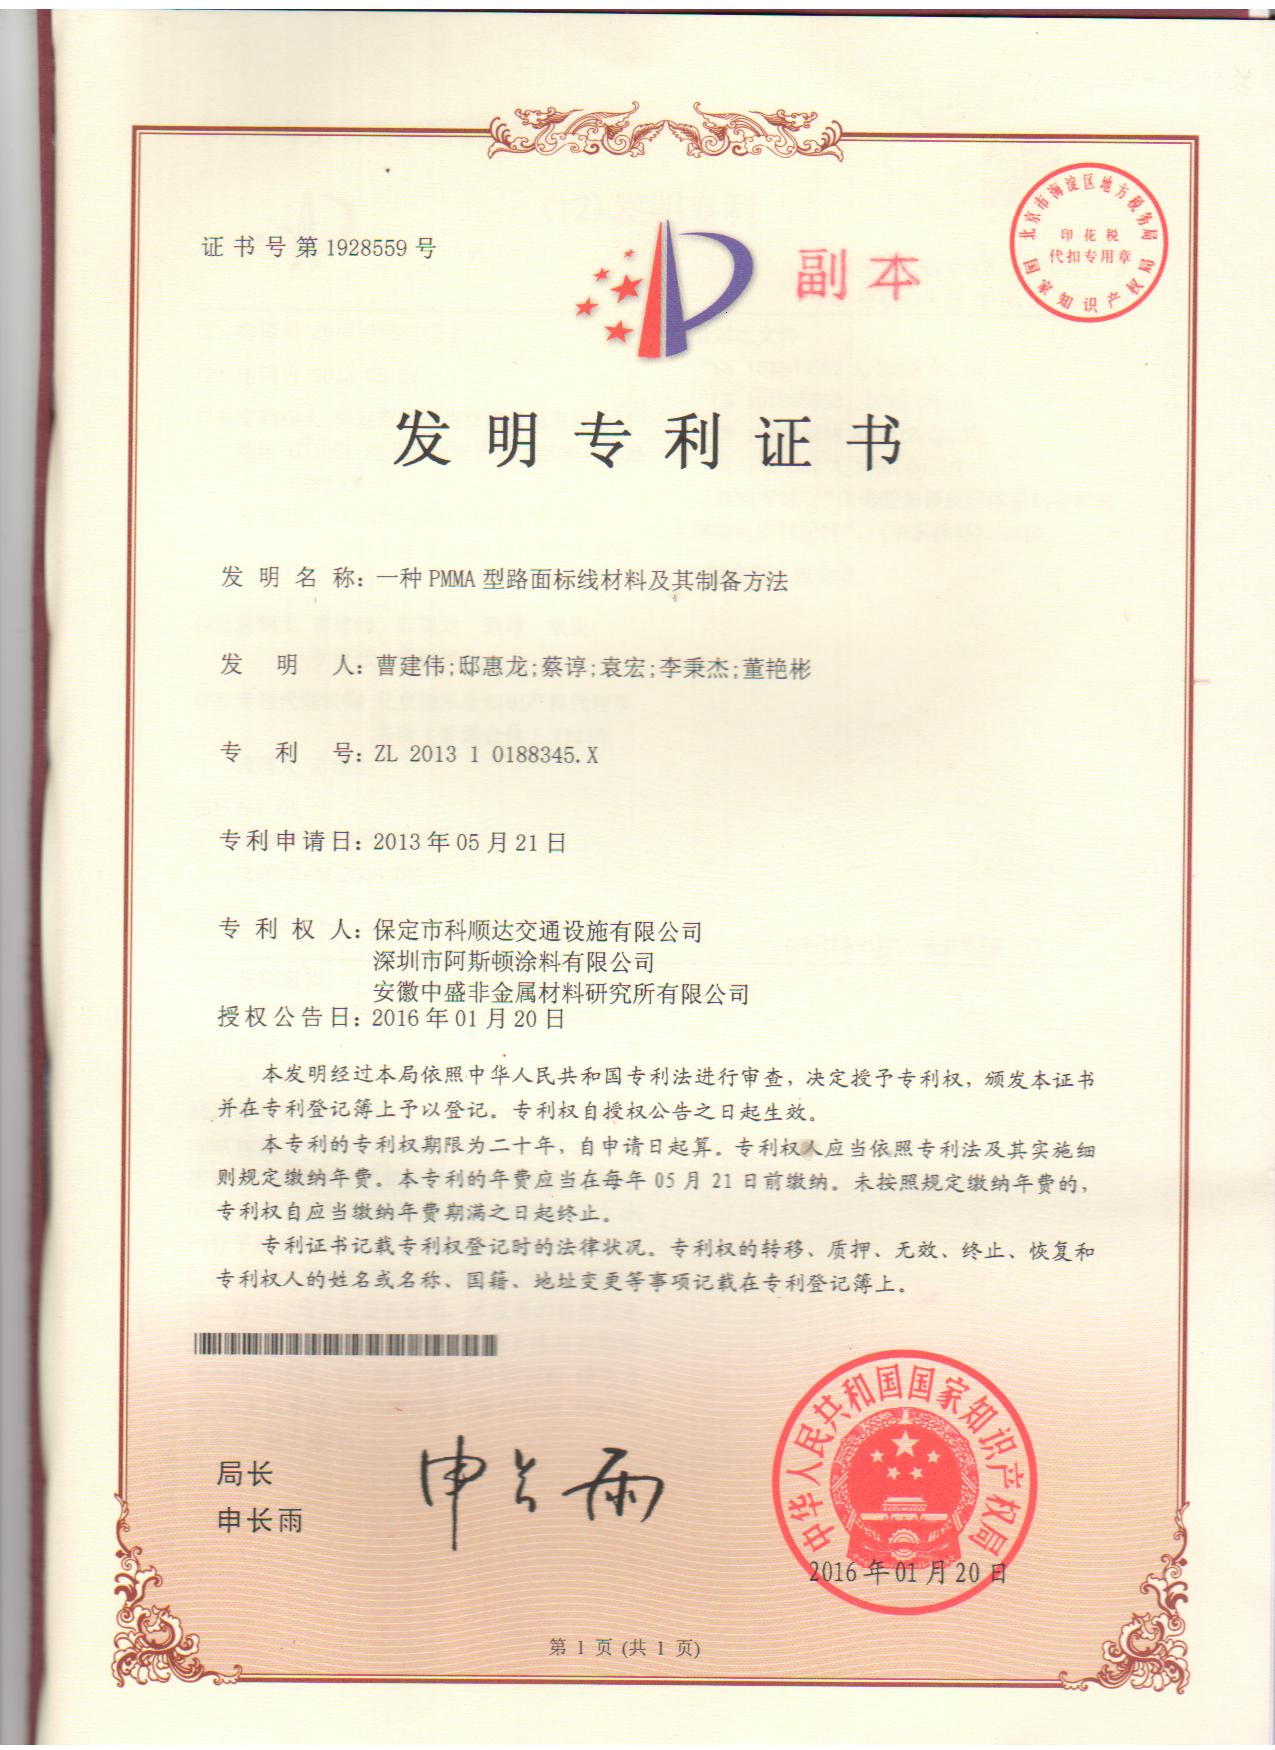 证书号第1928559号
副本
北京市海淀区地方税务局
印花税
代扣专用章
国家知识产权局
发明专利证书
发明名称：一种PMMA型路面标线材料及其制备方法
发明人：曹建伟;邸惠龙;蔡谆;袁宏;李秉杰;董艳彬
专利号：ZL 2013 1 0188345.X
专利申请日：2013年05月21日
专利权人：保定市科顺达交通设施有限公司
深圳市阿斯顿涂料有限公司
安徽中盛非金属材料研究所有限公司
授权公告日：2016年01月20日
本发明经过本局依照中华人民共和国专利法进行审查，决定授予专利权，颁发本证书
并在专利登记簿上予以登记。专利权自授权公告之日起生效。
本专利的专利权期限为二十年，自申请日起算。专利权人应当依照专利法及其实施细
则规定缴纳年费。本专利的年费应当在每年05月21日前缴纳。未按照规定缴纳年费的，
专利权自应当缴纳年费期满之日起终止。
专利证书记载专利权登记时的法律状况。专利权的转移、质押、无效、终止、恢复和
专利权人的姓名或名称、国籍、地址变更等事项记载在专利登记簿上。
局长
申长雨
申长雨
中华人民共和国国家知识产权局
2016年01月20日
第 1 页 (共 1 页)